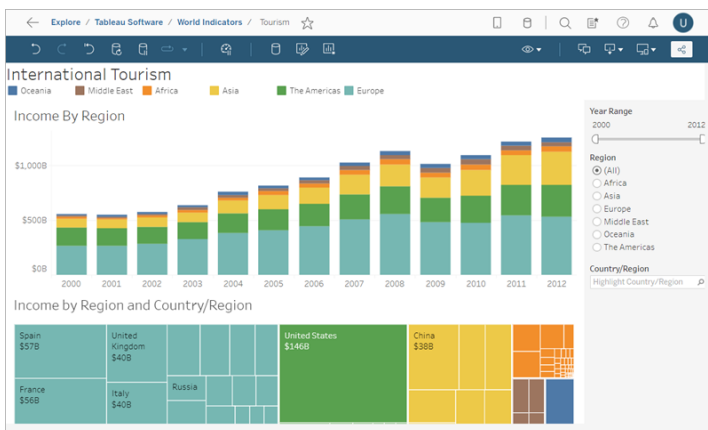 Explore / Tableau Software / World Indicators / Tourism
U
International Tourism
Oceania Middle East Africa Asia The Americas Europe
Income By Region
$1,000B
$500B
$0B
2000 2001 2002 2003 2004 2005 2006 2007 2008 2009 2010 2011 2012
Income by Region and Country/Region
Spain
$57B
France
$56B
United
Kingdom
$40B
Italy
$40B
Russia
United States
$146B
China
$38B
Year Range
2000 2012
Region
(All)
Africa
Asia
Europe
Middle East
Oceania
The Americas
Country/Region
Highlight Country/Region